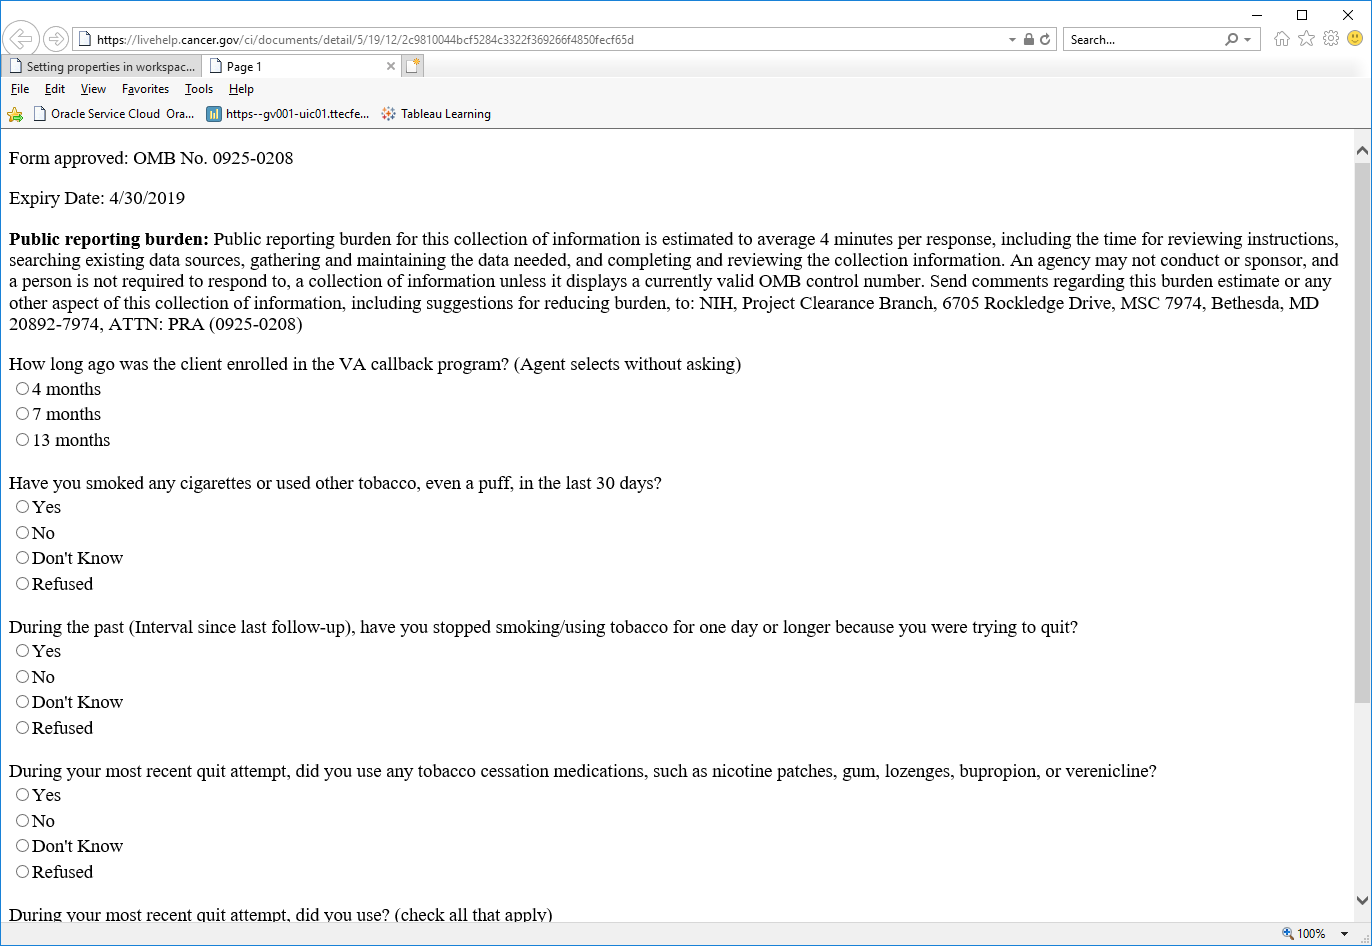 https://livehelp.cancer.gov/ci/documents/detail/5/19/12/2c9810044bcf5284c3322f369266f4850fecf65d
Search...
Setting properties in workspac...
Page 1
File Edit View Favorites Tools Help
Oracle Service Cloud Ora... https--gv001-uic01.ttecfe... Tableau Learning
Form approved: OMB No. 0925-0208
Expiry Date: 4/30/2019
Public reporting burden: Public reporting burden for this collection of information is estimated to average 4 minutes per response, including the time for reviewing instructions,
searching existing data sources, gathering and maintaining the data needed, and completing and reviewing the collection information. An agency may not conduct or sponsor, and
a person is not required to respond to, a collection of information unless it displays a currently valid OMB control number. Send comments regarding this burden estimate or any
other aspect of this collection of information, including suggestions for reducing burden, to: NIH, Project Clearance Branch, 6705 Rockledge Drive, MSC 7974, Bethesda, MD
20892-7974, ATTN: PRA (0925-0208)
How long ago was the client enrolled in the VA callback program? (Agent selects without asking)
4 months
7 months
13 months
Have you smoked any cigarettes or used other tobacco, even a puff, in the last 30 days?
Yes
No
Don't Know
Refused
During the past (Interval since last follow-up), have you stopped smoking/using tobacco for one day or longer because you were trying to quit?
Yes
No
Don't Know
Refused
During your most recent quit attempt, did you use any tobacco cessation medications, such as nicotine patches, gum, lozenges, bupropion, or verenicline?
Yes
No
Don't Know
Refused
During your most recent quit attempt, did you use? (check all that apply)
100%